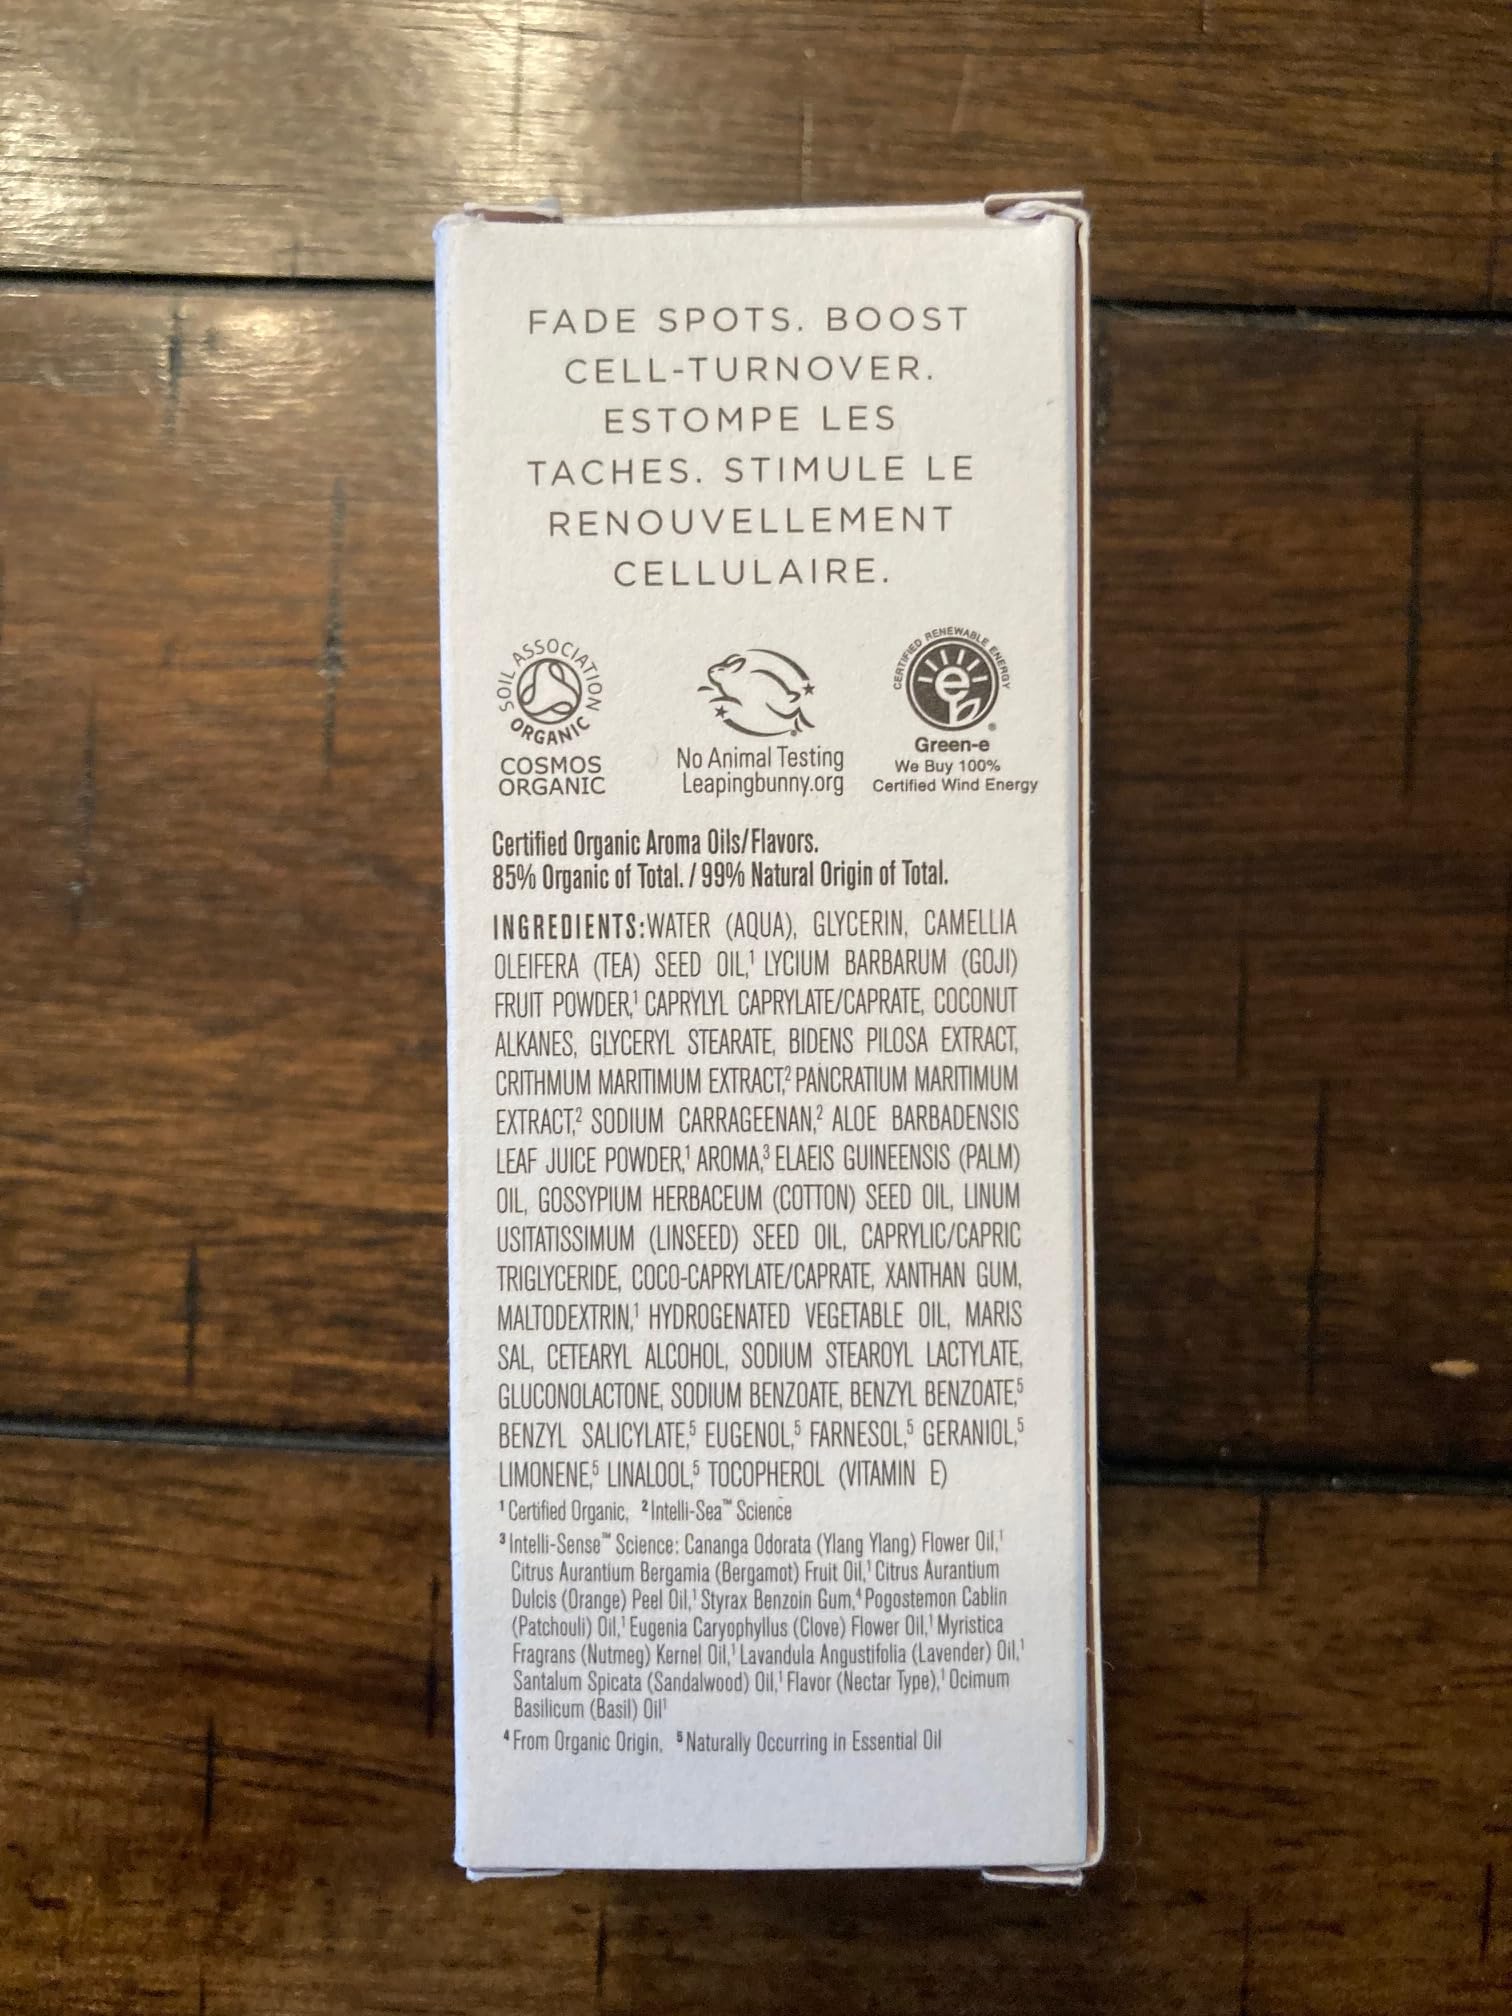 FADE SPOTS. BOOST
CELL-TURNOVER.
ESTOMPE LES
TACHES. STIMULE LE
RENOUVELLEMENT
CELLULAIRE.
SOIL ASSOCIATION
ORGANIC
COSMOS
ORGANIC
No Animal Testing
Leapingbunny.org
CERTIFIED RENEWABLE ENERGY
e
®
Green-e
We Buy 100%
Certified Wind Energy
Certified Organic Aroma Oils/Flavors.
85% Organic of Total. / 99% Natural Origin of Total.
INGREDIENTS: WATER (AQUA), GLYCERIN, CAMELLIA
OLEIFERA (TEA) SEED OIL,¹ LYCIUM BARBARUM (GOJI)
FRUIT POWDER,¹ CAPRYLYL CAPRYLATE/CAPRATE, COCONUT
ALKANES, GLYCERYL STEARATE, BIDENS PILOSA EXTRACT,
CRITHMUM MARITIMUM EXTRACT,² PANCRATIUM MARITIMUM
EXTRACT,² SODIUM CARRAGEENAN,² ALOE BARBADENSIS
LEAF JUICE POWDER,¹ AROMA,³ ELAEIS GUINEENSIS (PALM)
OIL, GOSSYPIUM HERBACEUM (COTTON) SEED OIL, LINUM
USITATISSIMUM (LINSEED) SEED OIL, CAPRYLIC/CAPRIC
TRIGLYCERIDE, COCO-CAPRYLATE/CAPRATE, XANTHAN GUM,
MALTODEXTRIN,¹ HYDROGENATED VEGETABLE OIL, MARIS
SAL, CETEARYL ALCOHOL, SODIUM STEAROYL LACTYLATE,
GLUCONOLACTONE, SODIUM BENZOATE, BENZYL BENZOATE⁵
BENZYL SALICYLATE,⁵ EUGENOL,⁵ FARNESOL,⁵ GERANIOL,⁵
LIMONENE,⁵ LINALOOL,⁵ TOCOPHEROL (VITAMIN E)
¹ Certified Organic, ² Intelli-Sea™ Science
³ Intelli-Sense™ Science: Cananga Odorata (Ylang Ylang) Flower Oil,¹
Citrus Aurantium Bergamia (Bergamot) Fruit Oil,¹ Citrus Aurantium
Dulcis (Orange) Peel Oil,¹ Styrax Benzoin Gum,⁴ Pogostemon Cablin
(Patchouli) Oil,¹ Eugenia Caryophyllus (Clove) Flower Oil,¹ Myristica
Fragrans (Nutmeg) Kernel Oil,¹ Lavandula Angustifolia (Lavender) Oil,¹
Santalum Spicata (Sandalwood) Oil,¹ Flavor (Nectar Type),¹ Ocimum
Basilicum (Basil) Oil¹
⁴ From Organic Origin, ⁵ Naturally Occurring in Essential Oil